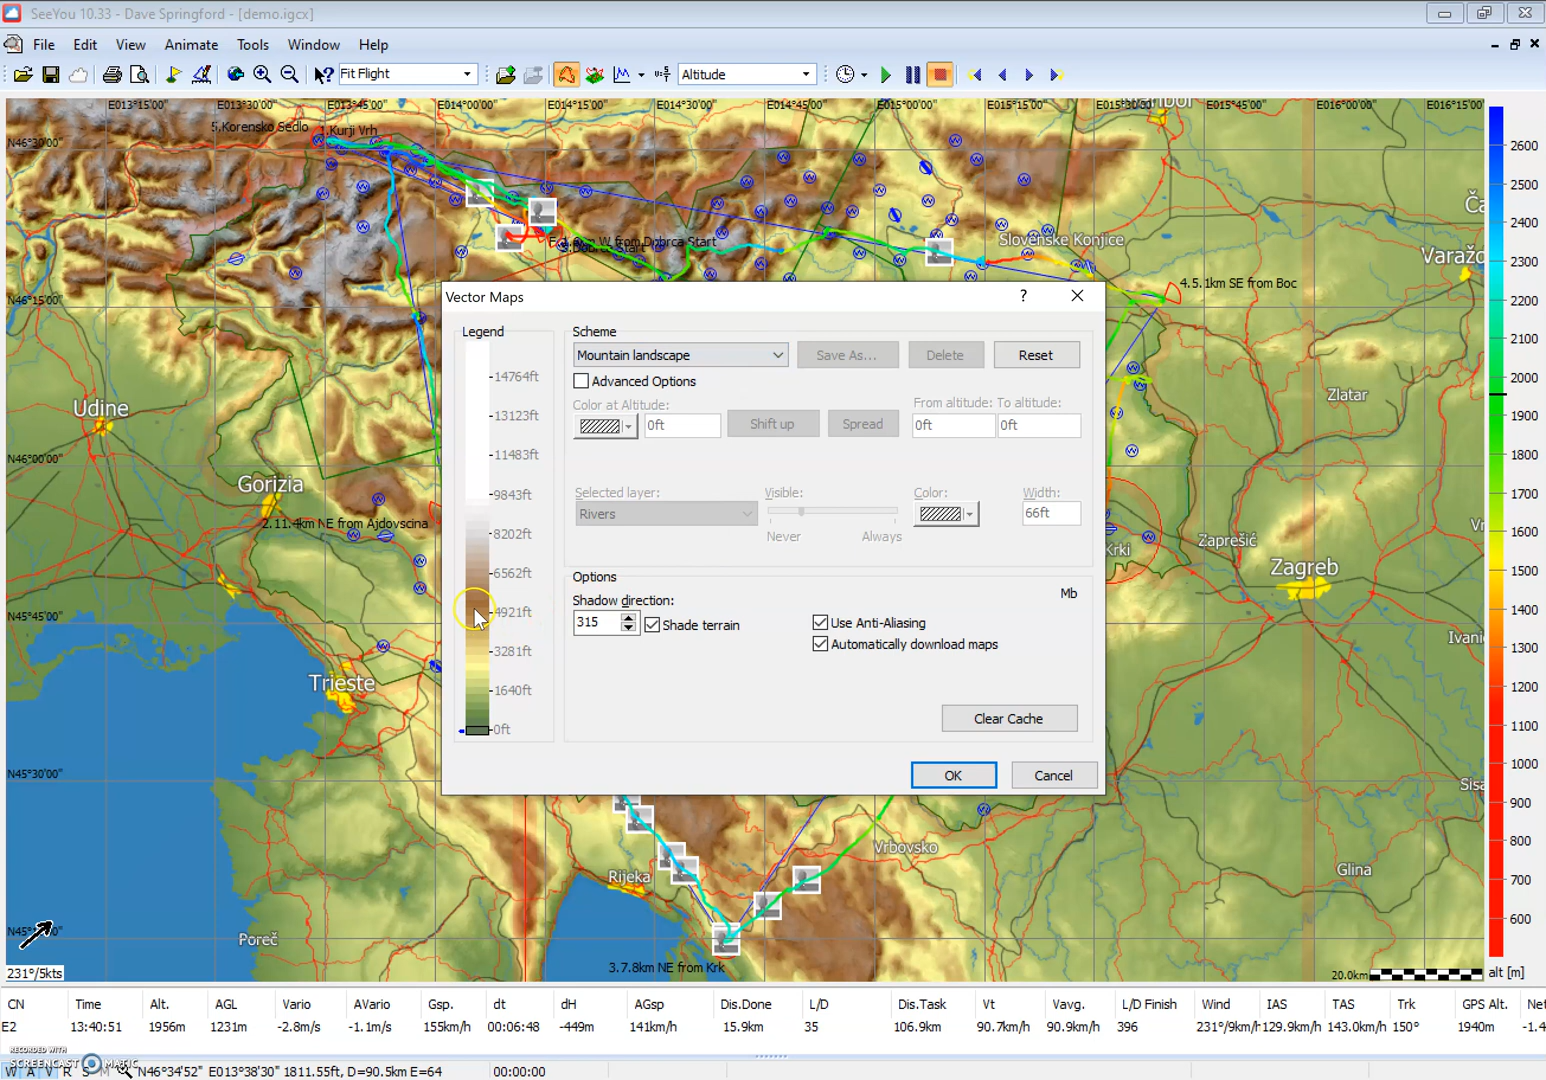 SeeYou 10.33 - Dave Springford - [demo.igcx]
File Edit View Animate Tools Window Help
Fit Flight
Altitude
E013°15'00" E013°30'00" E013°45'00" E014°00'00" E014°15'00" E014°30'00" E014°45'00" E015°00'00" E015°15'00" E015°30'00" E015°45'00" E016°00'00" E016°15'00"
5.Korensko Sedlo
1.Kurji Vrh
N46°30'00"
Slovenske Konjice
Varažd
4.5.1km SE from Boc
N46°15'00"
Udine
Zlatar
N46°00'00"
Gorizia
2.11.4km NE from Ajdovscina
Krki
Zaprešić
Zagreb
N45°45'00"
Ivani
Trieste
N45°30'00"
Sisa
Vrbovsko
Rijeka
Glina
Poreč
3.7.8km NE from Krk
231°/5kts
20.0km
alt [m]
2600
2500
2400
2300
2200
2100
2000
1900
1800
1700
1600
1500
1400
1300
1200
1100
1000
900
800
700
600
Vector Maps
Legend
14764ft
13123ft
11483ft
9843ft
8202ft
6562ft
4921ft
3281ft
1640ft
0ft
Scheme
Mountain landscape Save As... Delete Reset
Advanced Options
Color at Altitude: From altitude: To altitude:
0ft Shift up Spread 0ft 0ft
Selected layer: Visible: Color: Width:
Rivers 66ft
Never Always
Options
Mb
Shadow direction:
315 Shade terrain
Use Anti-Aliasing
Automatically download maps
Clear Cache
OK Cancel
CN Time Alt. AGL Vario AVario Gsp. dt dH AGsp Dis.Done L/D Dis.Task Vt Vavg. L/D Finish Wind IAS TAS Trk GPS Alt. Net
E2 13:40:51 1956m 1231m -2.8m/s -1.1m/s 155km/h 00:06:48 -449m 141km/h 15.9km 35 106.9km 90.7km/h 90.9km/h 396 231°/9km/h 129.9km/h 143.0km/h 150° 1940m -1.4
RECORDED WITH
SCREENCAST MATIC
W A V R S M N46°34'52" E013°38'30" 1811.55ft, D=90.5km E=64 00:00:00